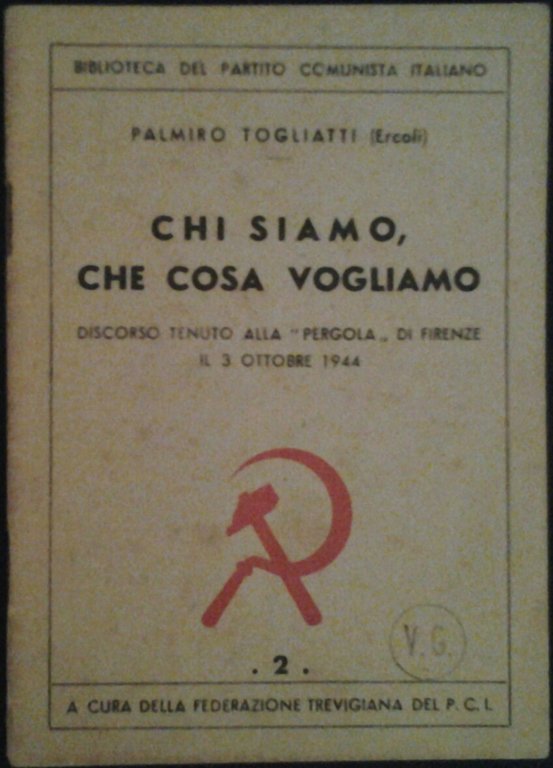 BIBLIOTECA DEL PARTITO COMUNISTA ITALIANO
PALMIRO TOGLIATTI (Ercoli)
CHI SIAMO,
CHE COSA VOGLIAMO
DISCORSO TENUTO ALLA "PERGOLA„ DI FIRENZE
IL 3 OTTOBRE 1944
V. G.
. 2 .
A CURA DELLA FEDERAZIONE TREVIGIANA DEL P. C. I.